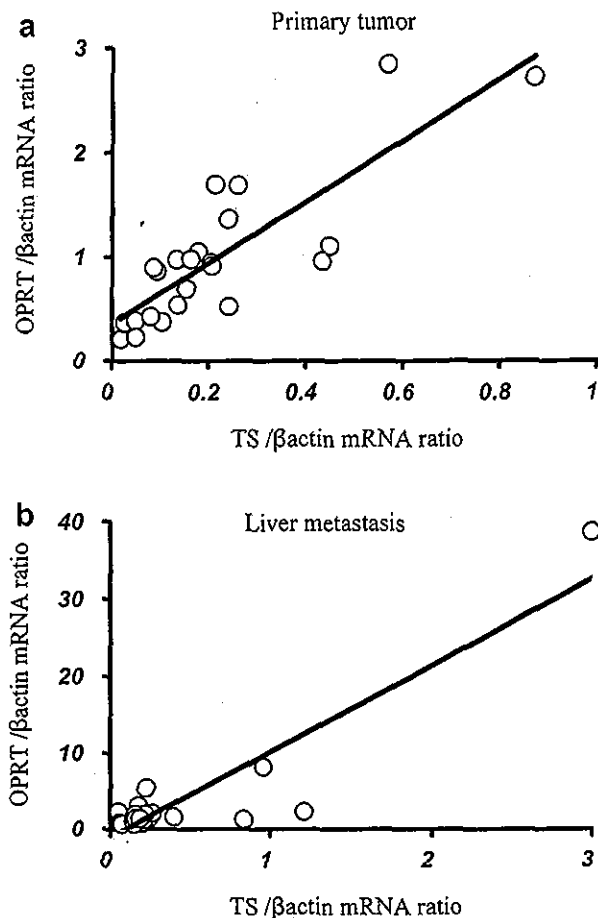 a
Primary tumor
OPRT /βactin mRNA ratio
3
2
1
0
0 0.2 0.4 0.6 0.8 1
TS /βactin mRNA ratio
b
Liver metastasis
OPRT /βactin mRNA ratio
40
30
20
10
0
0 1 2 3
TS /βactin mRNA ratio